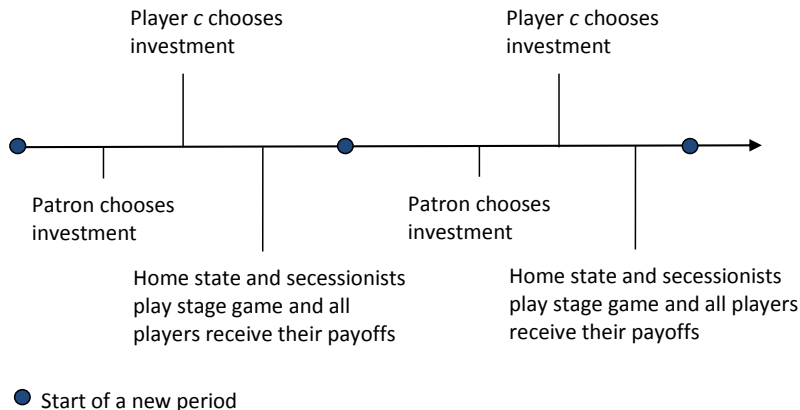 Player c chooses
investment
Player c chooses
investment
Patron chooses
investment
Patron chooses
investment
Home state and secessionists
play stage game and all
players receive their payoffs
Home state and secessionists
play stage game and all players
receive their payoffs
Start of a new period